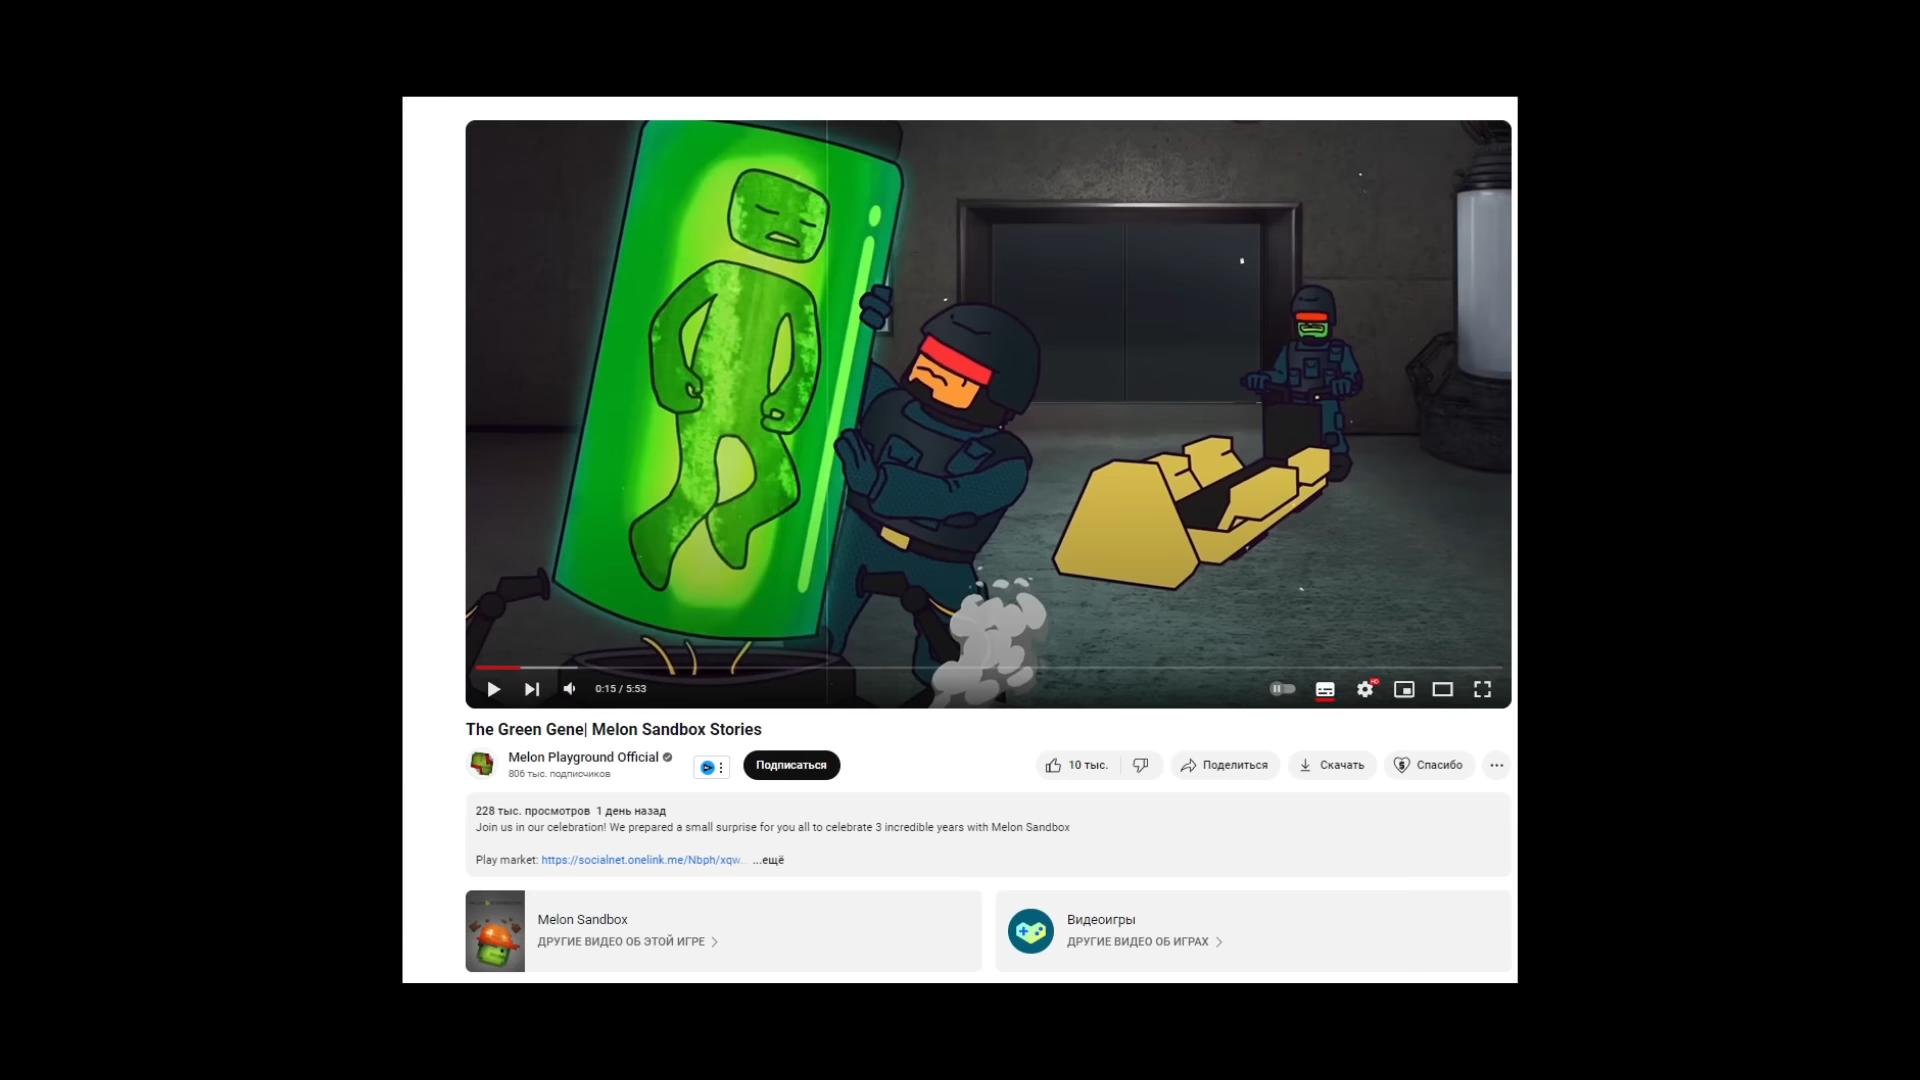 HD
0:15 / 5:53
The Green Gene| Melon Sandbox Stories
Melon Playground Official
806 тыс. подписчиков
Подписаться
10 тыс.
Поделиться
Скачать
Спасибо
228 тыс. просмотров 1 день назад
Join us in our celebration! We prepared a small surprise for you all to celebrate 3 incredible years with Melon Sandbox
Play market: https://socialnet.onelink.me/Nbph/xqw... ...ещё
Melon Sandbox
ДРУГИЕ ВИДЕО ОБ ЭТОЙ ИГРЕ
Видеоигры
ДРУГИЕ ВИДЕО ОБ ИГРАХ